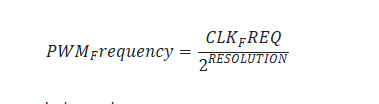 PWM_Frequency = CLK_FREQ / 2^RESOLUTION